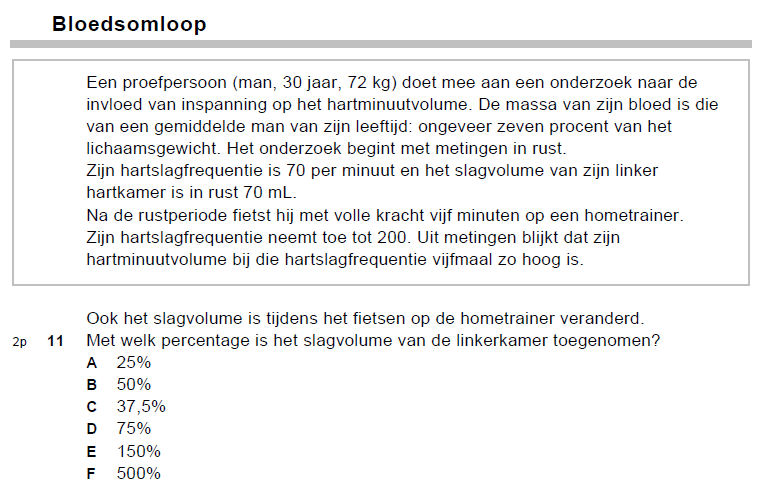 Bloedsomloop
Een proefpersoon (man, 30 jaar, 72 kg) doet mee aan een onderzoek naar de
invloed van inspanning op het hartminuutvolume. De massa van zijn bloed is die
van een gemiddelde man van zijn leeftijd: ongeveer zeven procent van het
lichaamsgewicht. Het onderzoek begint met metingen in rust.
Zijn hartslagfrequentie is 70 per minuut en het slagvolume van zijn linker
hartkamer is in rust 70 mL.
Na de rustperiode fietst hij met volle kracht vijf minuten op een hometrainer.
Zijn hartslagfrequentie neemt toe tot 200. Uit metingen blijkt dat zijn
hartminuutvolume bij die hartslagfrequentie vijfmaal zo hoog is.
Ook het slagvolume is tijdens het fietsen op de hometrainer veranderd.
2p 11 Met welk percentage is het slagvolume van de linkerkamer toegenomen?
A 25%
B 50%
C 37,5%
D 75%
E 150%
F 500%